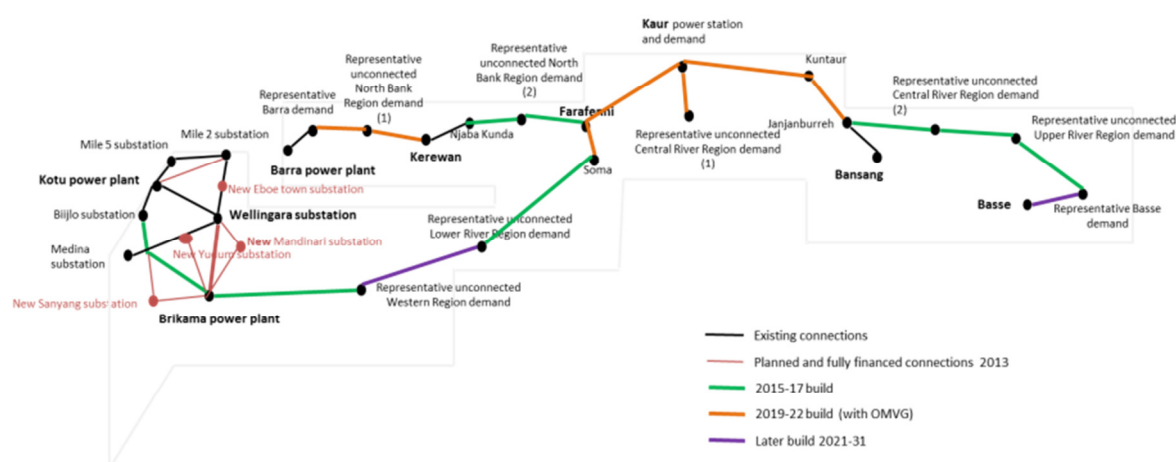 Kaur power station
and demand
Representative
unconnected North
Bank Region demand
(2)
Representative
unconnected
North Bank
Region demand
(1)
Kuntaur
Representative unconnected
Central River Region demand
(2)
Representative
Barra demand
Farafenni
Representative unconnected
Upper River Region demand
Mile 2 substation
Mile 5 substation
Njaba Kunda
Janjanburreh
Representative unconnected
Central River Region demand
(1)
Kerewan
Barra power plant
Soma
Bansang
Kotu power plant
New Eboe town substation
Basse
Representative Basse
demand
Biijlo substation
Wellingara substation
Representative unconnected
Lower River Region demand
New Mandinari substation
Medina
substation
New Yundum substation
Representative unconnected
Western Region demand
New Sanyang substation
Brikama power plant
Existing connections
Planned and fully financed connections 2013
2015-17 build
2019-22 build (with OMVG)
Later build 2021-31